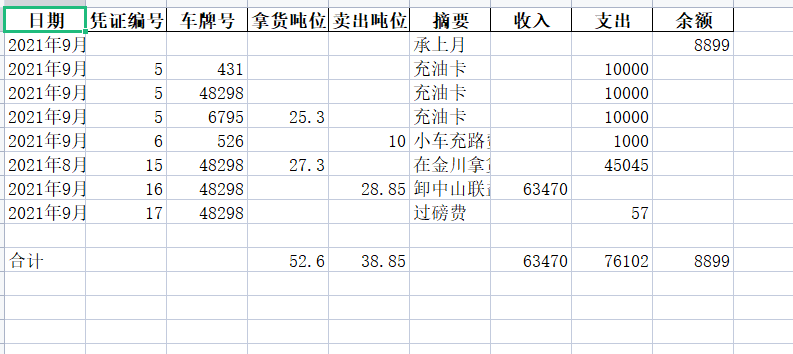 日期 凭证编号 车牌号 拿货吨位 卖出吨位 摘要 收入 支出 余额
2021年9月 承上月 8899
2021年9月 5 431 充油卡 10000
2021年9月 5 48298 充油卡 10000
2021年9月 5 6795 25.3 充油卡 10000
2021年9月 6 526 10 小车充路 1000
2021年8月 15 48298 27.3 在金川拿 45045
2021年9月 16 48298 28.85 卸中山联 63470
2021年9月 17 48298 过磅费 57
合计 52.6 38.85 63470 76102 8899